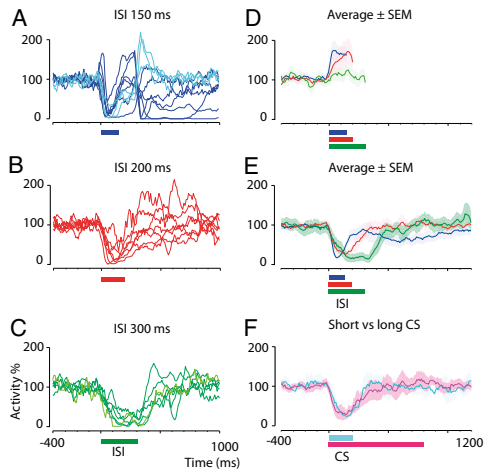 A ISI 150 ms
200
100
0
D Average ± SEM
200
100
0
B ISI 200 ms
200
100
0
E Average ± SEM
200
100
0
ISI
C ISI 300 ms
200
100
0
Activity %
-400 1000
ISI
Time (ms)
F Short vs long CS
200
100
0
-400 1200
CS